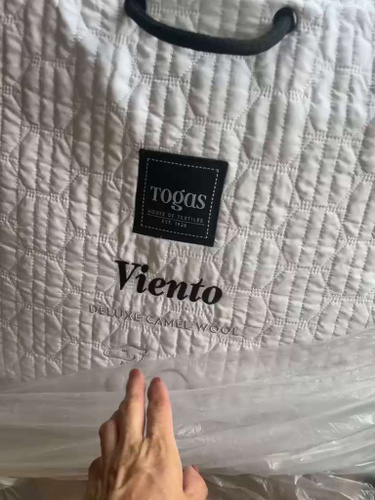 Togas
HOUSE OF TEXTILES
EST. 1926
Viento
DELUXE CAMEL WOOL